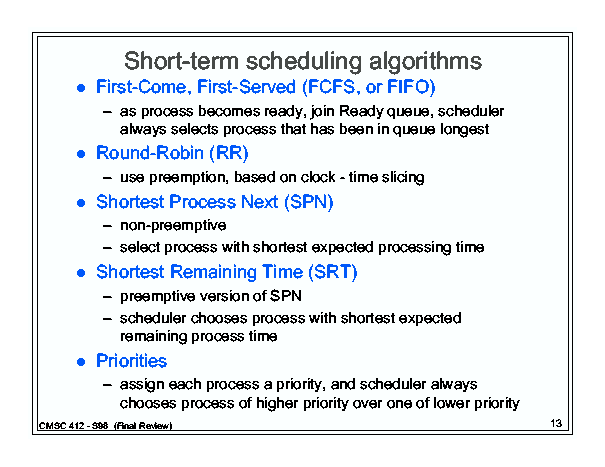 Short-term scheduling algorithms
● First-Come, First-Served (FCFS, or FIFO)
– as process becomes ready, join Ready queue, scheduler
always selects process that has been in queue longest
● Round-Robin (RR)
– use preemption, based on clock - time slicing
● Shortest Process Next (SPN)
– non-preemptive
– select process with shortest expected processing time
● Shortest Remaining Time (SRT)
– preemptive version of SPN
– scheduler chooses process with shortest expected
remaining process time
● Priorities
– assign each process a priority, and scheduler always
chooses process of higher priority over one of lower priority
CMSC 412 - S98 (Final Review)
13